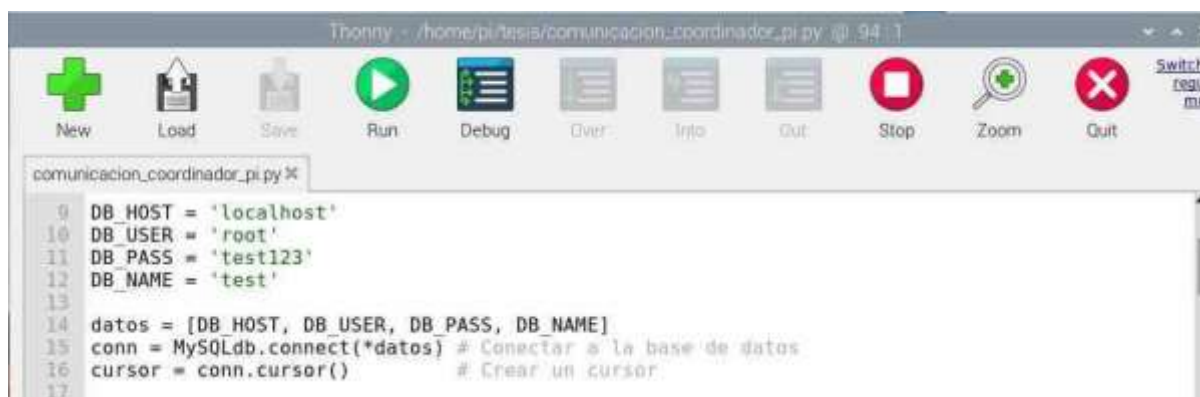 Thonny - /home/pi/tesis/comunicacion_coordinador_pi.py @ 94:1
New Load Save Run Debug Over Into Out Stop Zoom Quit
Switch
regu
m
comunicacion_coordinador_pi.py ×
9 DB_HOST = 'localhost'
10 DB_USER = 'root'
11 DB_PASS = 'test123'
12 DB_NAME = 'test'
13
14 datos = [DB_HOST, DB_USER, DB_PASS, DB_NAME]
15 conn = MySQLdb.connect(*datos) # Conectar a la base de datos
16 cursor = conn.cursor() # Crear un cursor
17